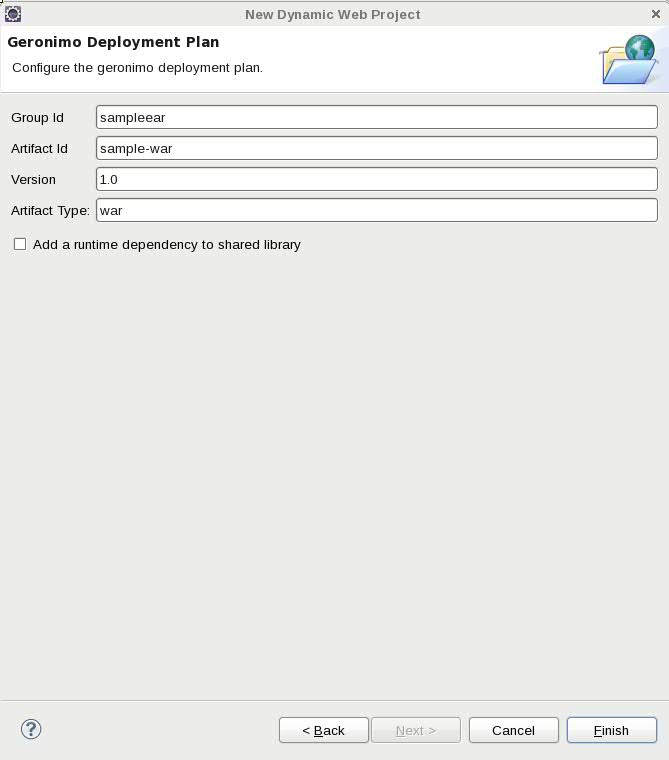 New Dynamic Web Project
Geronimo Deployment Plan
Configure the geronimo deployment plan.
Group Id sampleear
Artifact Id sample-war
Version 1.0
Artifact Type: war
Add a runtime dependency to shared library
? < Back Next > Cancel Finish